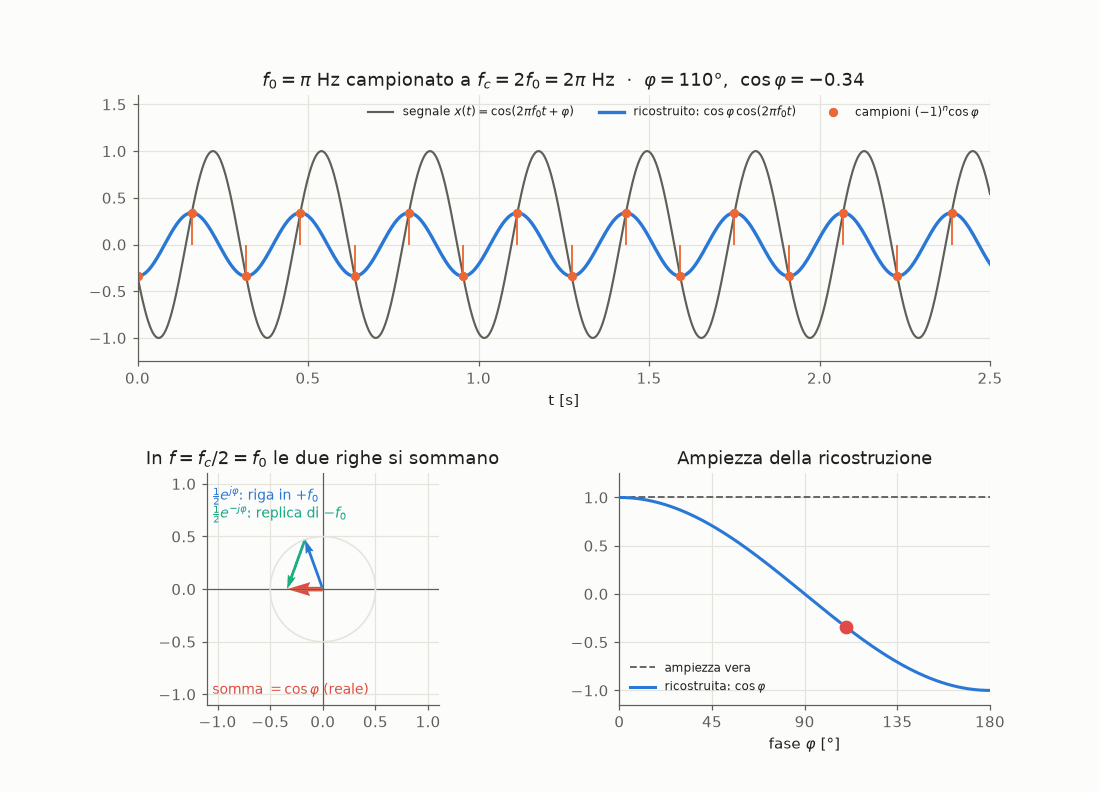 f₀ = π Hz campionato a f_c = 2f₀ = 2π Hz · φ = 110°, cos φ = −0.34
segnale x(t) = cos(2πf₀t + φ)
ricostruito: cos φ cos(2πf₀t)
campioni (−1)ⁿcos φ
1.5
1.0
0.5
0.0
−0.5
−1.0
0.0 0.5 1.0 1.5 2.0 2.5
t [s]
In f = f_c/2 = f₀ le due righe si sommano
½e^{jφ}: riga in +f₀
½e^{−jφ}: replica di −f₀
1.0
0.5
0.0
−0.5
−1.0
somma = cos φ (reale)
−1.0 −0.5 0.0 0.5 1.0
Ampiezza della ricostruzione
1.0
0.5
0.0
−0.5
−1.0
ampiezza vera
ricostruita: cos φ
0 45 90 135 180
fase φ [°]